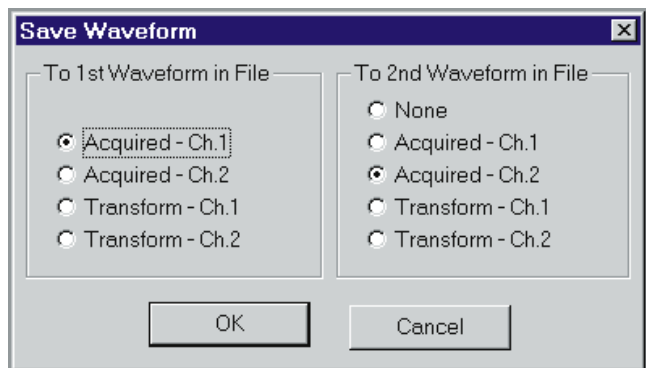 Save Waveform
To 1st Waveform in File
Acquired - Ch.1
Acquired - Ch.2
Transform - Ch.1
Transform - Ch.2
To 2nd Waveform in File
None
Acquired - Ch.1
Acquired - Ch.2
Transform - Ch.1
Transform - Ch.2
OK
Cancel